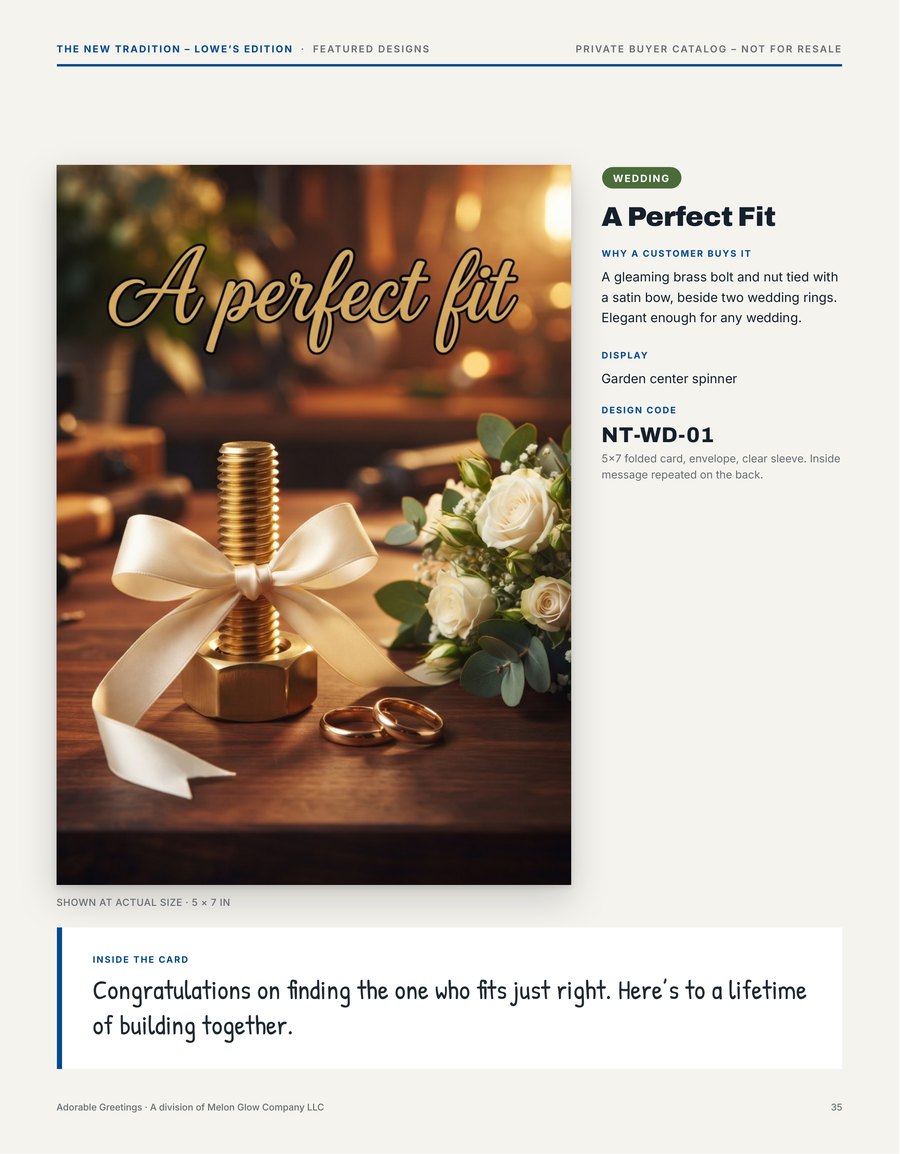 THE NEW TRADITION – LOWE'S EDITION · FEATURED DESIGNS
PRIVATE BUYER CATALOG – NOT FOR RESALE
A perfect fit
WEDDING
A Perfect Fit
WHY A CUSTOMER BUYS IT
A gleaming brass bolt and nut tied with
a satin bow, beside two wedding rings.
Elegant enough for any wedding.
DISPLAY
Garden center spinner
DESIGN CODE
NT-WD-01
5×7 folded card, envelope, clear sleeve. Inside
message repeated on the back.
SHOWN AT ACTUAL SIZE · 5 × 7 IN
INSIDE THE CARD
Congratulations on finding the one who fits just right. Here's to a lifetime
of building together.
Adorable Greetings · A division of Melon Glow Company LLC
35